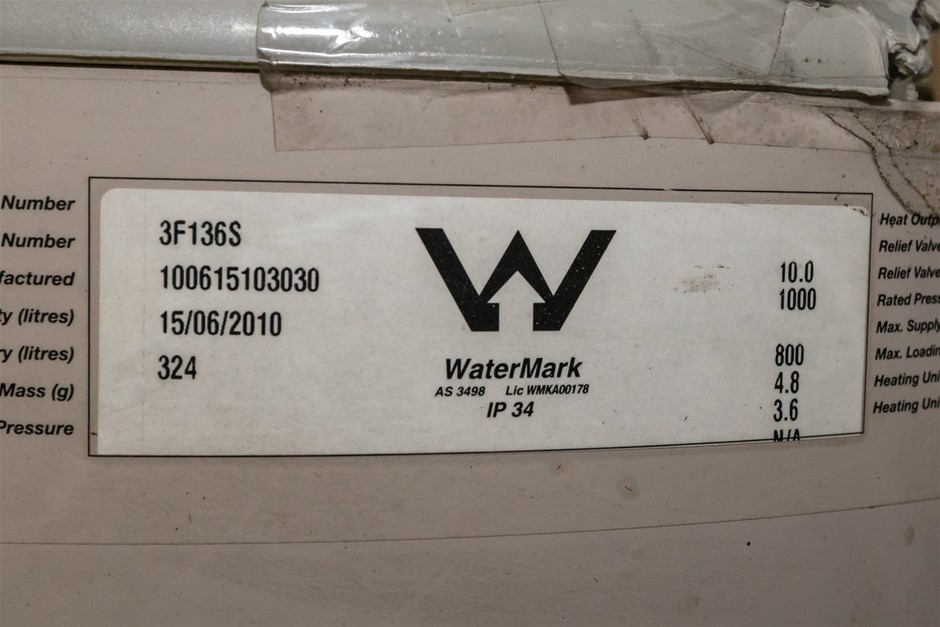 Number
Number
factured
ty (litres)
ry (litres)
Mass (g)
Pressure
3F136S
100615103030
15/06/2010
324
WaterMark
AS 3498 Lic WMKA00178
IP 34
10.0
1000
800
4.8
3.6
N/A
Heat Outp
Relief Valve
Relief Valve
Rated Press
Max. Supply
Max. Loadin
Heating Uni
Heating Uni